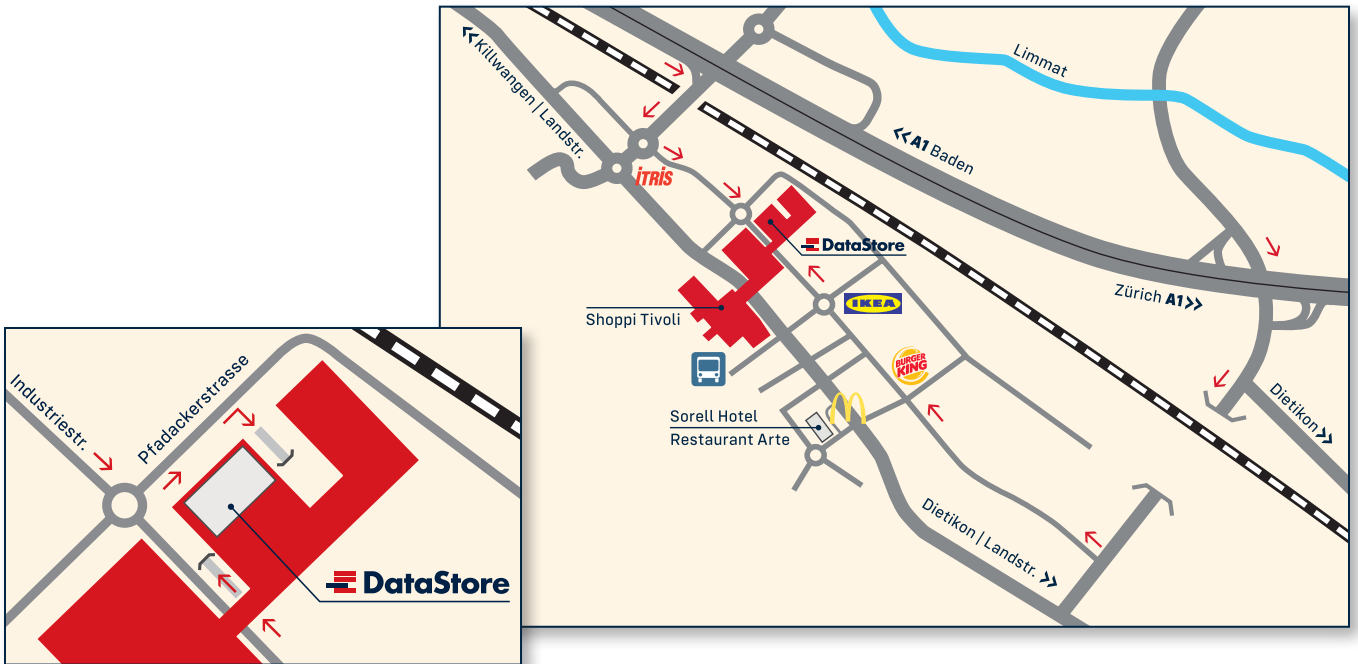 Killwangen | Landstr.
Limmat
A1 Baden
iTRIS
DataStore
Zürich A1
IKEA
Shoppi Tivoli
BURGER
KING
Sorell Hotel
Restaurant Arte
Dietikon
Dietikon | Landstr.
Industriestr.
Pfadackerstrasse
DataStore